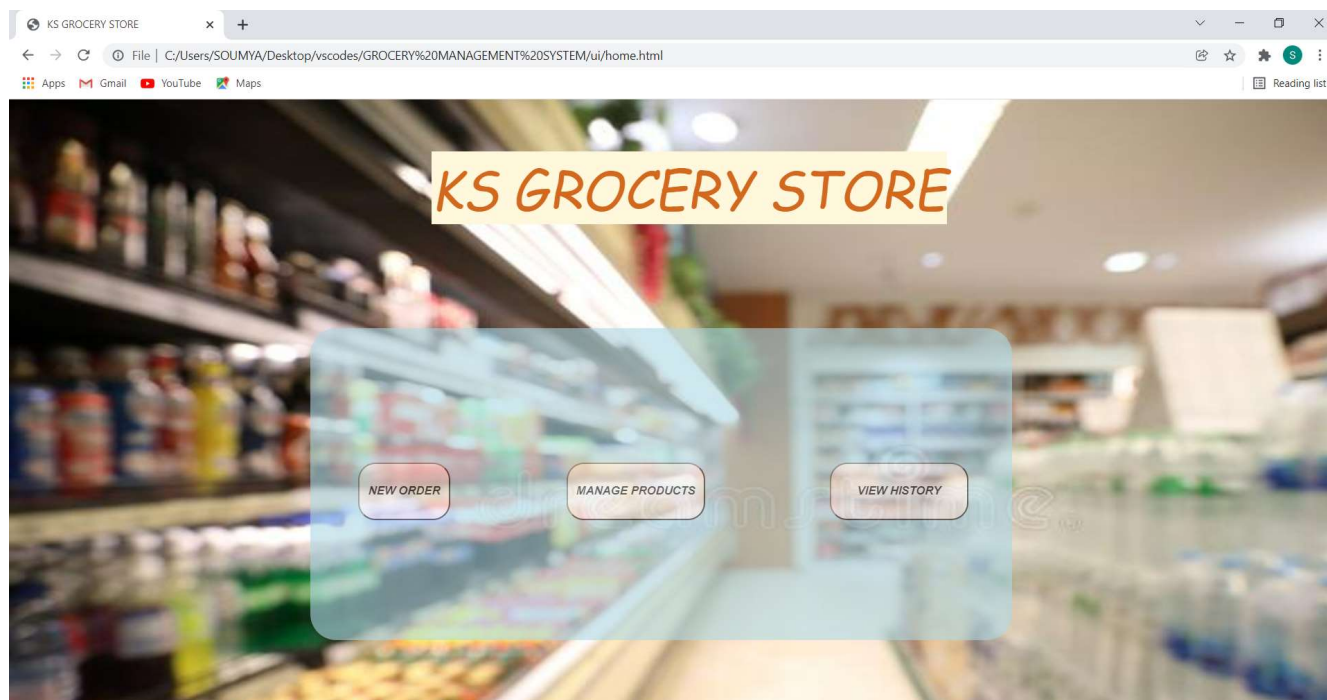 KS GROCERY STORE
File | C:/Users/SOUMYA/Desktop/vscodes/GROCERY%20MANAGEMENT%20SYSTEM/ui/home.html
S
Apps Gmail YouTube Maps Reading list
KS GROCERY STORE
NEW ORDER MANAGE PRODUCTS VIEW HISTORY
dreamstime